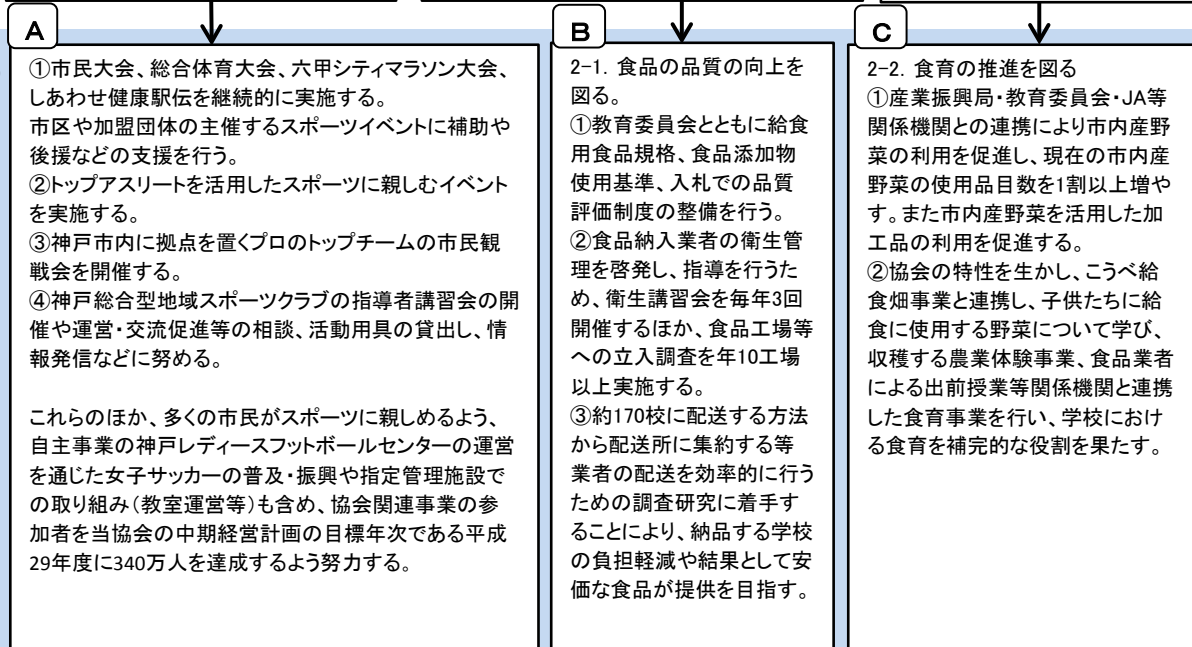 A
①市民大会、総合体育大会、六甲シティマラソン大会、
しあわせ健康駅伝を継続的に実施する。
市区や加盟団体の主催するスポーツイベントに補助や
後援などの支援を行う。
②トップアスリートを活用したスポーツに親しむイベント
を実施する。
③神戸市内に拠点を置くプロのトップチームの市民観
戦会を開催する。
④神戸総合型地域スポーツクラブの指導者講習会の開
催や運営・交流促進等の相談、活動用具の貸出し、情
報発信などに努める。
これらのほか、多くの市民がスポーツに親しめるよう、
自主事業の神戸レディースフットボールセンターの運営
を通じた女子サッカーの普及・振興や指定管理施設で
の取り組み（教室運営等）も含め、協会関連事業の参
加者を当協会の中期経営計画の目標年次である平成
29年度に340万人を達成するよう努力する。
B
2-1．食品の品質の向上を
図る。
①教育委員会とともに給食
用食品規格、食品添加物
使用基準、入札での品質
評価制度の整備を行う。
②食品納入業者の衛生管
理を啓発し、指導を行うた
め、衛生講習会を毎年3回
開催するほか、食品工場等
への立入調査を年10工場
以上実施する。
③約170校に配送する方法
から配送所に集約する等
業者の配送を効率的に行う
ための調査研究に着手す
ることにより、納品する学校
の負担軽減や結果として安
価な食品が提供を目指す。
C
2-2．食育の推進を図る
①産業振興局・教育委員会・JA等
関係機関との連携により市内産野
菜の利用を促進し、現在の市内産
野菜の使用品目数を1割以上増や
す。また市内産野菜を活用した加
工品の利用を促進する。
②協会の特性を生かし、こうべ給
食畑事業と連携し、子供たちに給
食に使用する野菜について学び、
収穫する農業体験事業、食品業者
による出前授業等関係機関と連携
した食育事業を行い、学校におけ
る食育を補完的な役割を果たす。